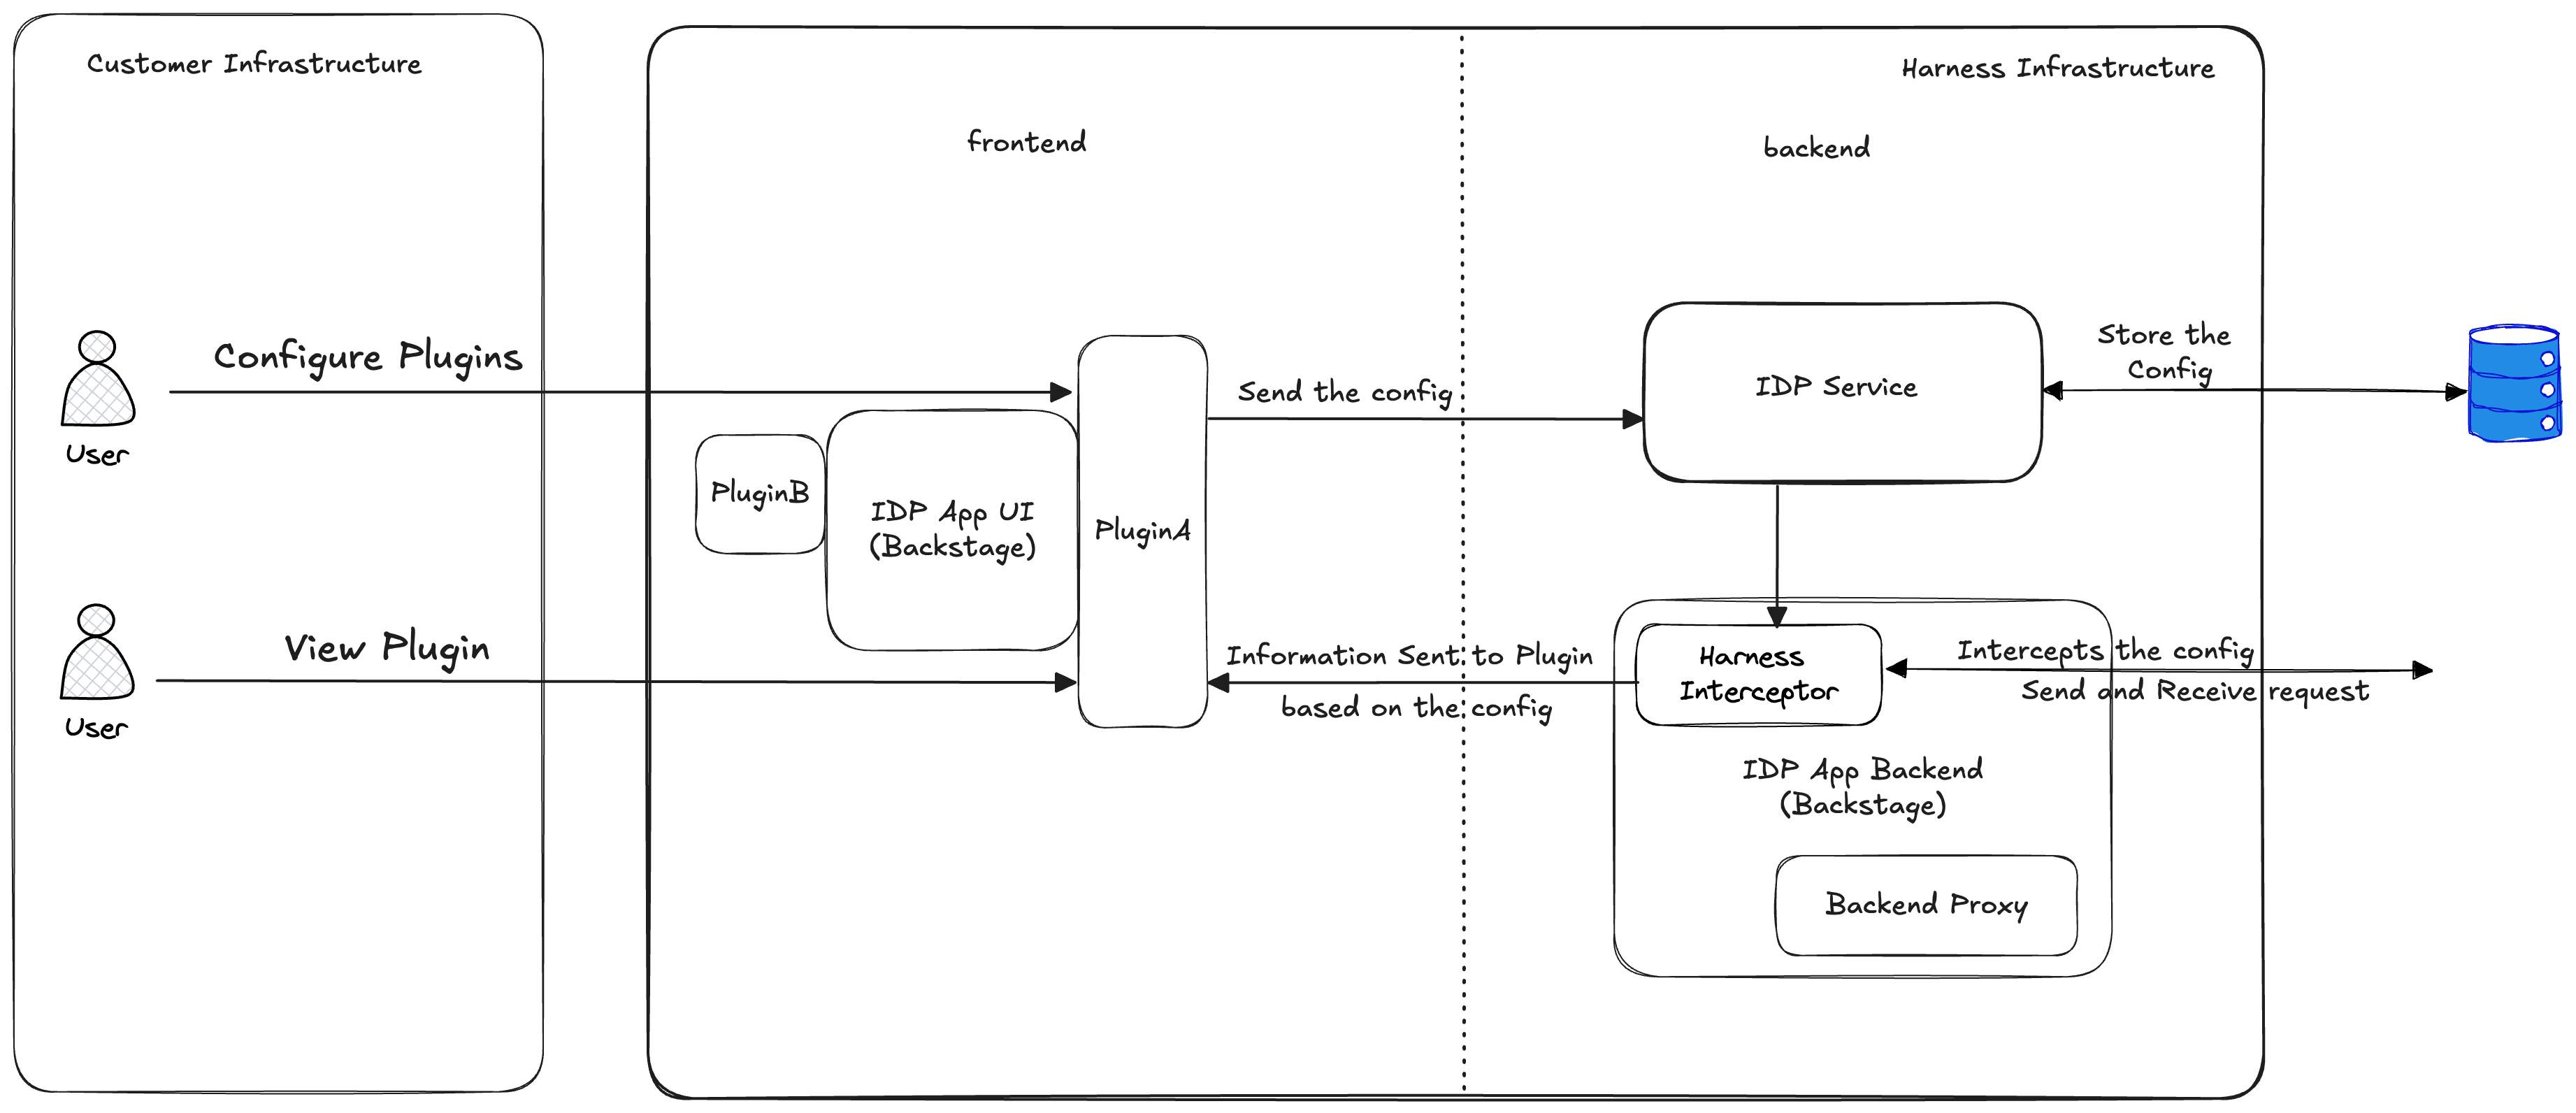 Customer Infrastructure
Harness Infrastructure
frontend
backend
Configure Plugins
User
View Plugin
User
PluginB
IDP App UI
(Backstage)
PluginA
Send the config
IDP Service
Store the
Config
Information Sent to Plugin
based on the config
Harness
Interceptor
Intercepts the config
Send and Receive request
IDP App Backend
(Backstage)
Backend Proxy